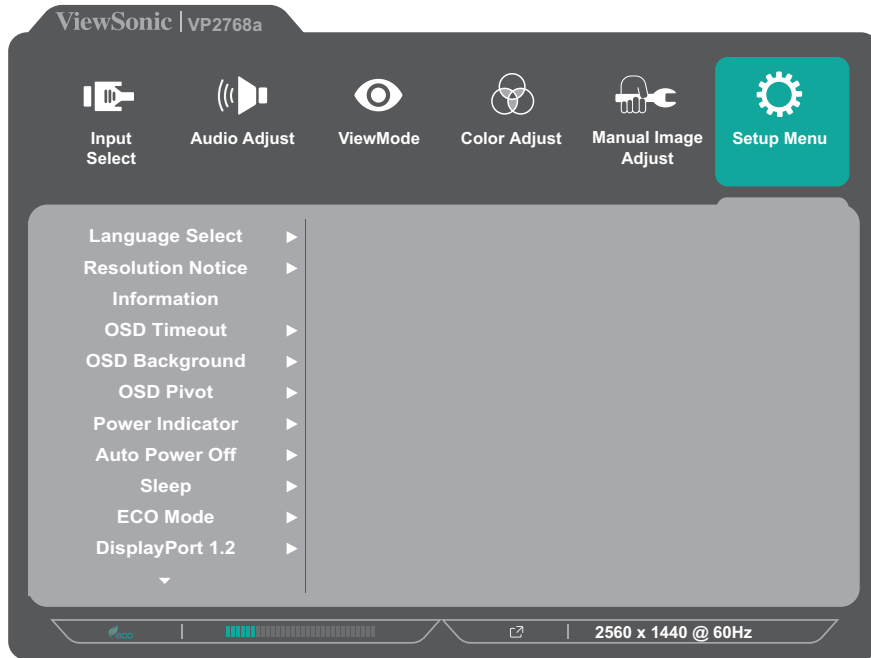 ViewSonic | VP2768a
Input
Select
Audio Adjust
ViewMode
Color Adjust
Manual Image
Adjust
Setup Menu
Language Select
Resolution Notice
Information
OSD Timeout
OSD Background
OSD Pivot
Power Indicator
Auto Power Off
Sleep
ECO Mode
DisplayPort 1.2
eco
2560 x 1440 @ 60Hz